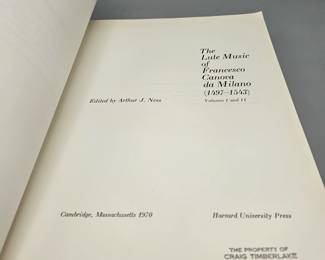 The
Lute Music
of
Francesco
Canova
da Milano
(1497-1543)
Edited by Arthur J. Ness
Volumes I and II
Cambridge, Massachusetts 1970
Harvard University Press
THE PROPERTY OF
CRAIG TIMBERLAKE